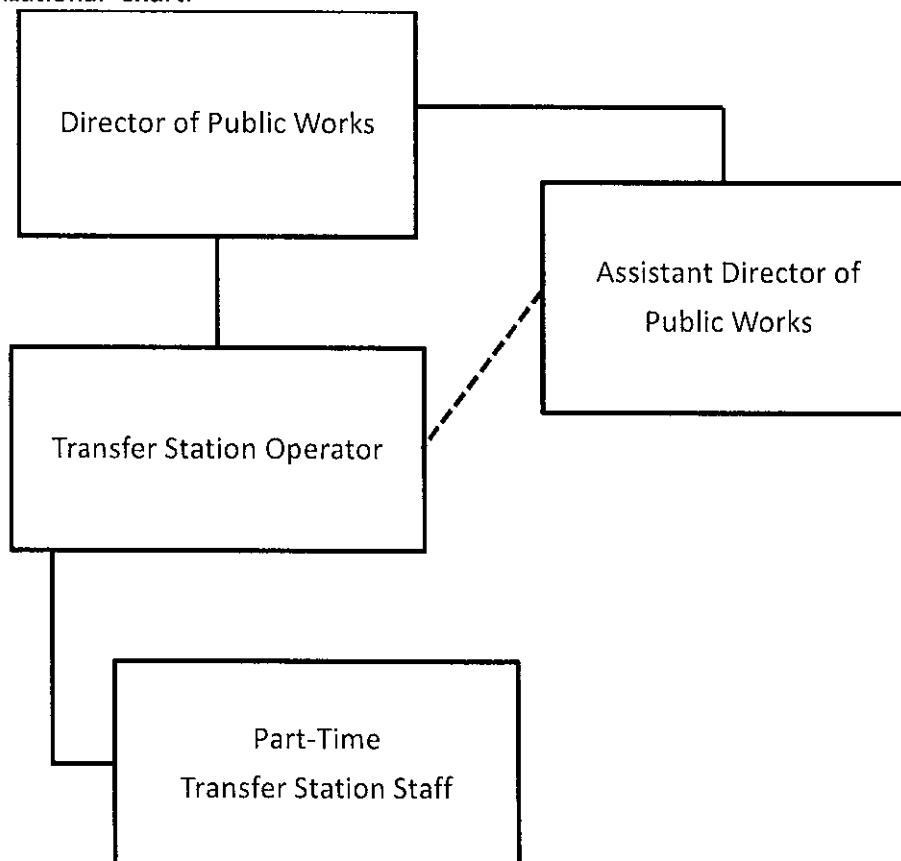 Director of Public Works
Assistant Director of
Public Works
Transfer Station Operator
Part-Time
Transfer Station Staff